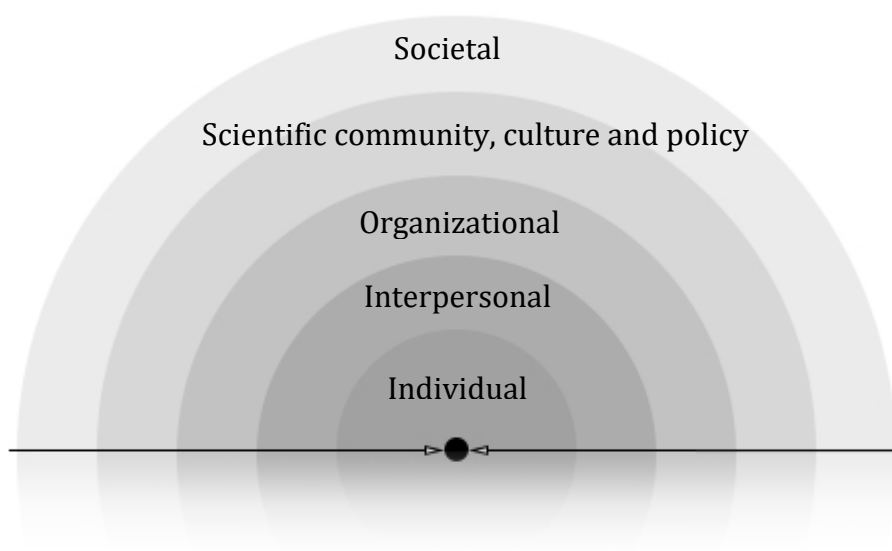 Societal
Scientific community, culture and policy
Organizational
Interpersonal
Individual